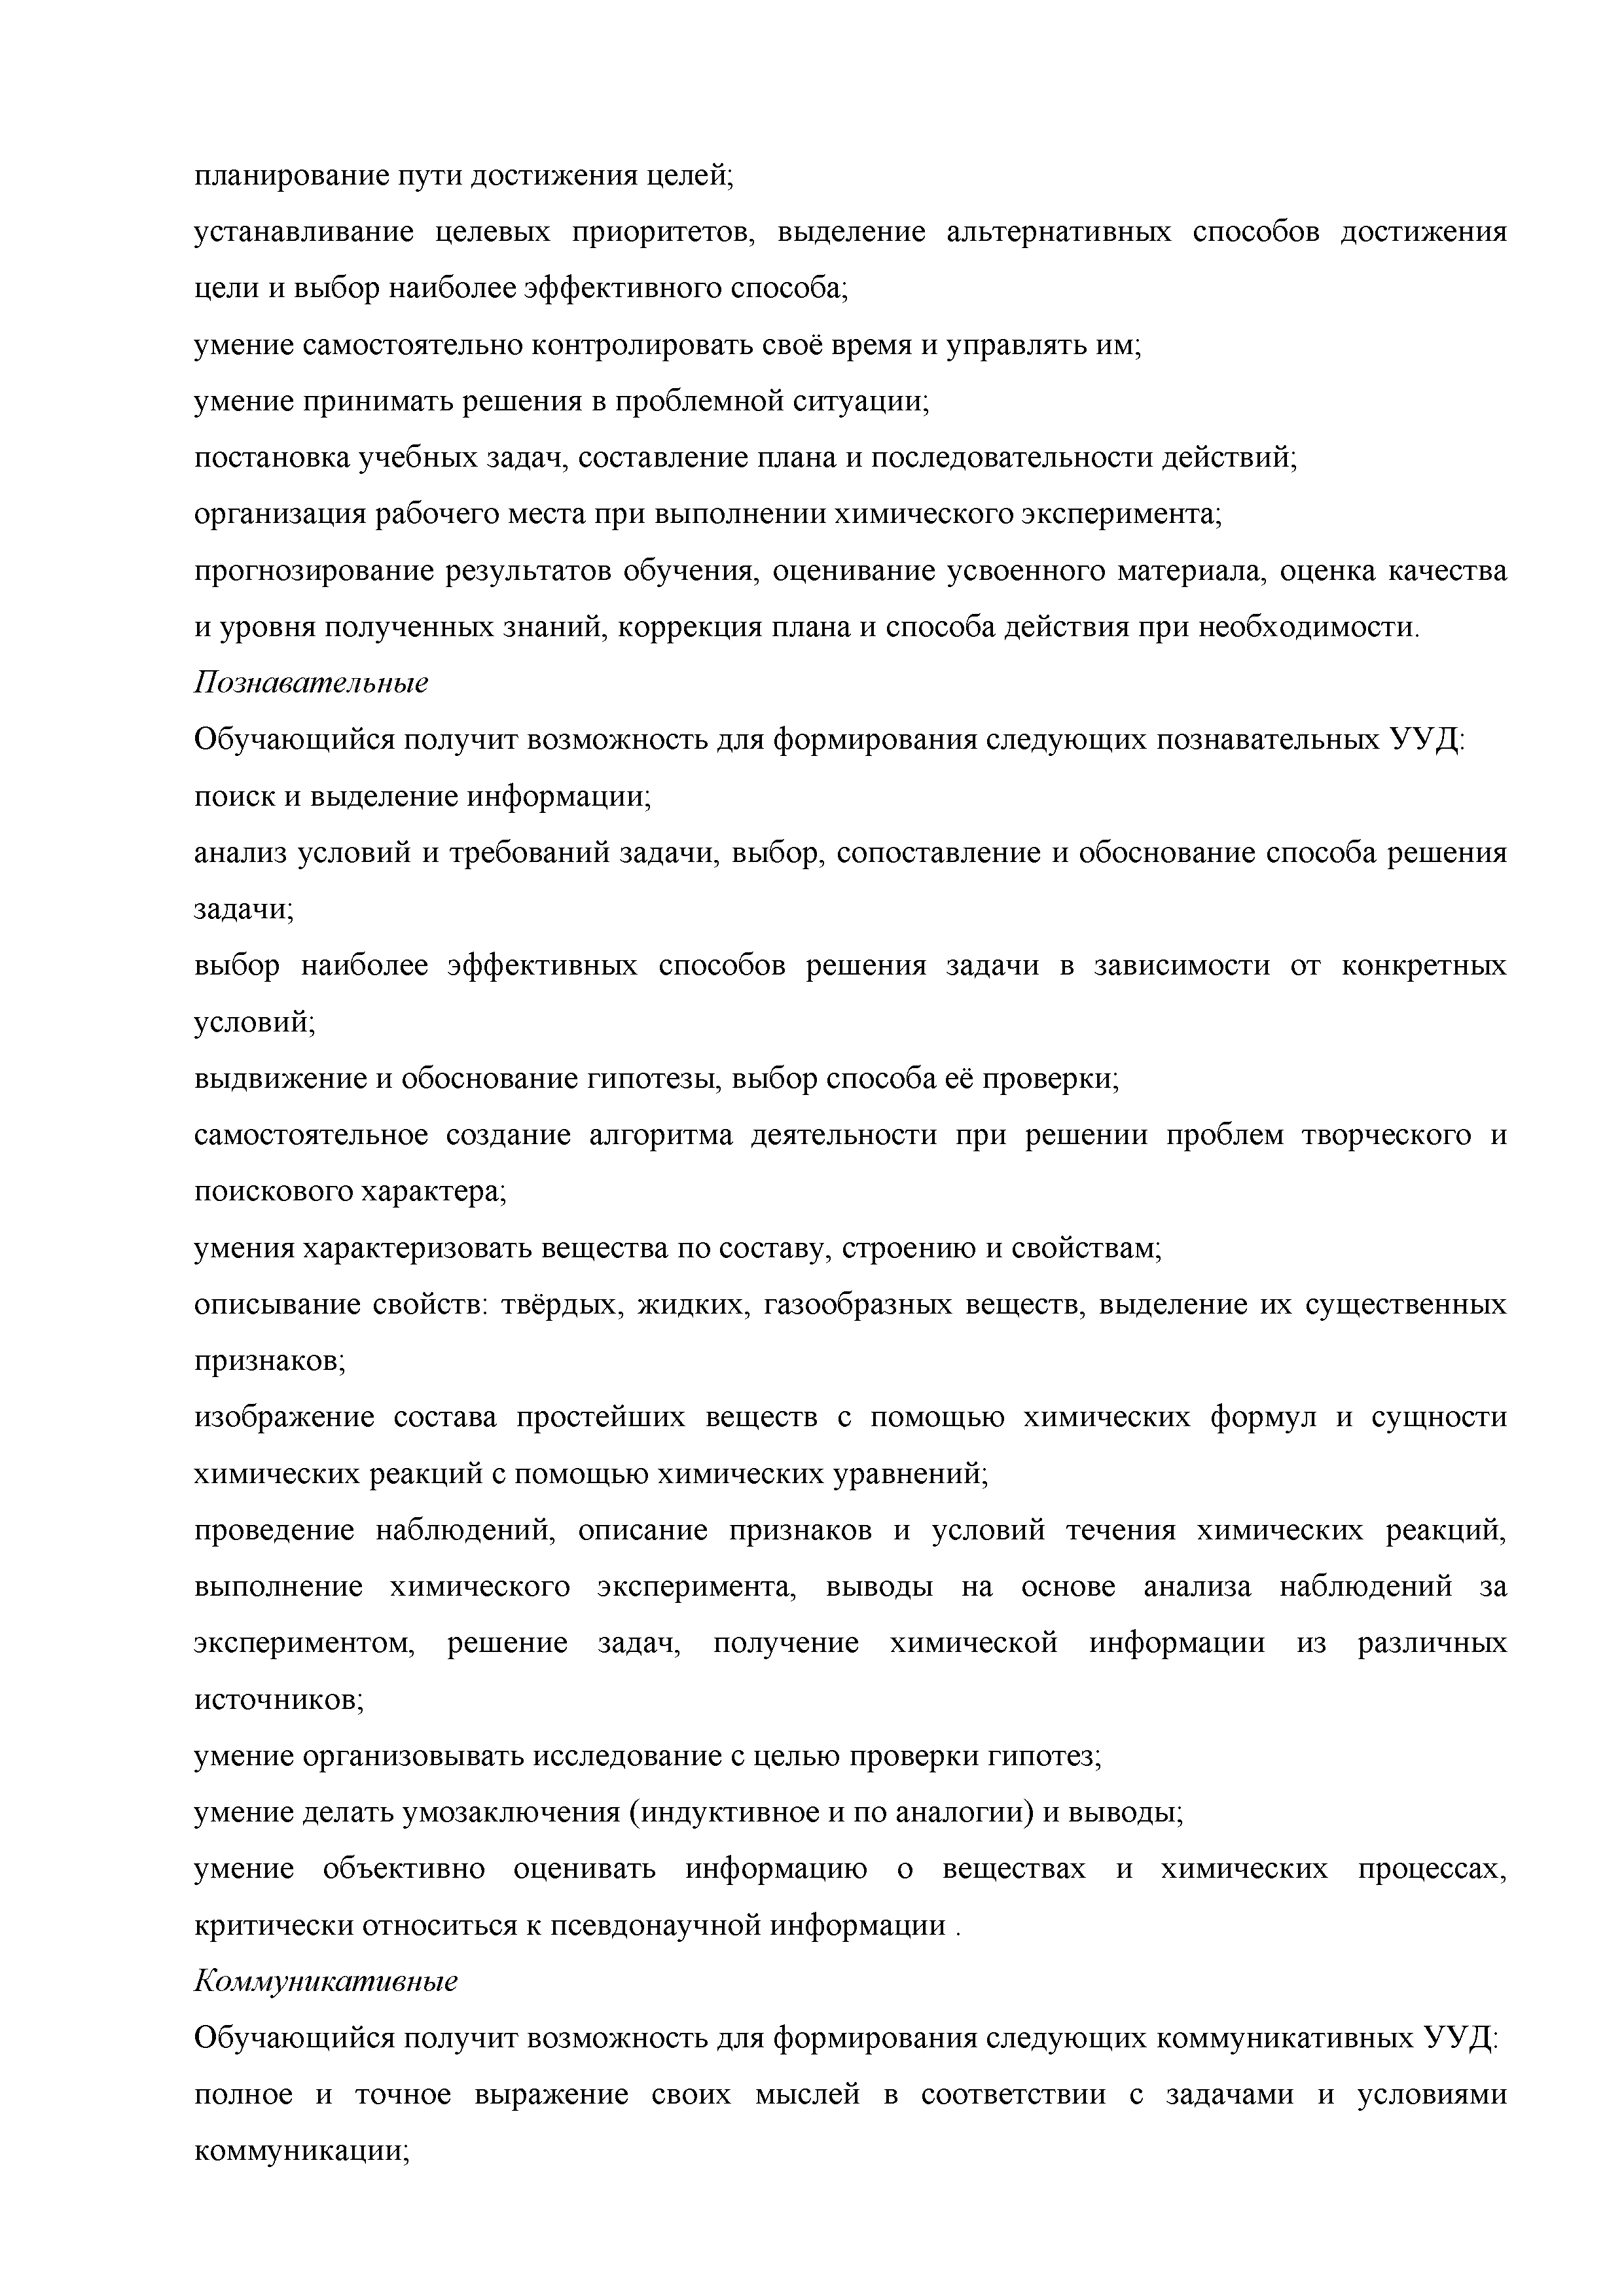 планирование пути достижения целей;
устанавливание целевых приоритетов, выделение альтернативных способов достижения
цели и выбор наиболее эффективного способа;
умение самостоятельно контролировать своё время и управлять им;
умение принимать решения в проблемной ситуации;
постановка учебных задач, составление плана и последовательности действий;
организация рабочего места при выполнении химического эксперимента;
прогнозирование результатов обучения, оценивание усвоенного материала, оценка качества
и уровня полученных знаний, коррекция плана и способа действия при необходимости.
Познавательные
Обучающийся получит возможность для формирования следующих познавательных УУД:
поиск и выделение информации;
анализ условий и требований задачи, выбор, сопоставление и обоснование способа решения
задачи;
выбор наиболее эффективных способов решения задачи в зависимости от конкретных
условий;
выдвижение и обоснование гипотезы, выбор способа её проверки;
самостоятельное создание алгоритма деятельности при решении проблем творческого и
поискового характера;
умения характеризовать вещества по составу, строению и свойствам;
описывание свойств: твёрдых, жидких, газообразных веществ, выделение их существенных
признаков;
изображение состава простейших веществ с помощью химических формул и сущности
химических реакций с помощью химических уравнений;
проведение наблюдений, описание признаков и условий течения химических реакций,
выполнение химического эксперимента, выводы на основе анализа наблюдений за
экспериментом, решение задач, получение химической информации из различных
источников;
умение организовывать исследование с целью проверки гипотез;
умение делать умозаключения (индуктивное и по аналогии) и выводы;
умение объективно оценивать информацию о веществах и химических процессах,
критически относиться к псевдонаучной информации .
Коммуникативные
Обучающийся получит возможность для формирования следующих коммуникативных УУД:
полное и точное выражение своих мыслей в соответствии с задачами и условиями
коммуникации;